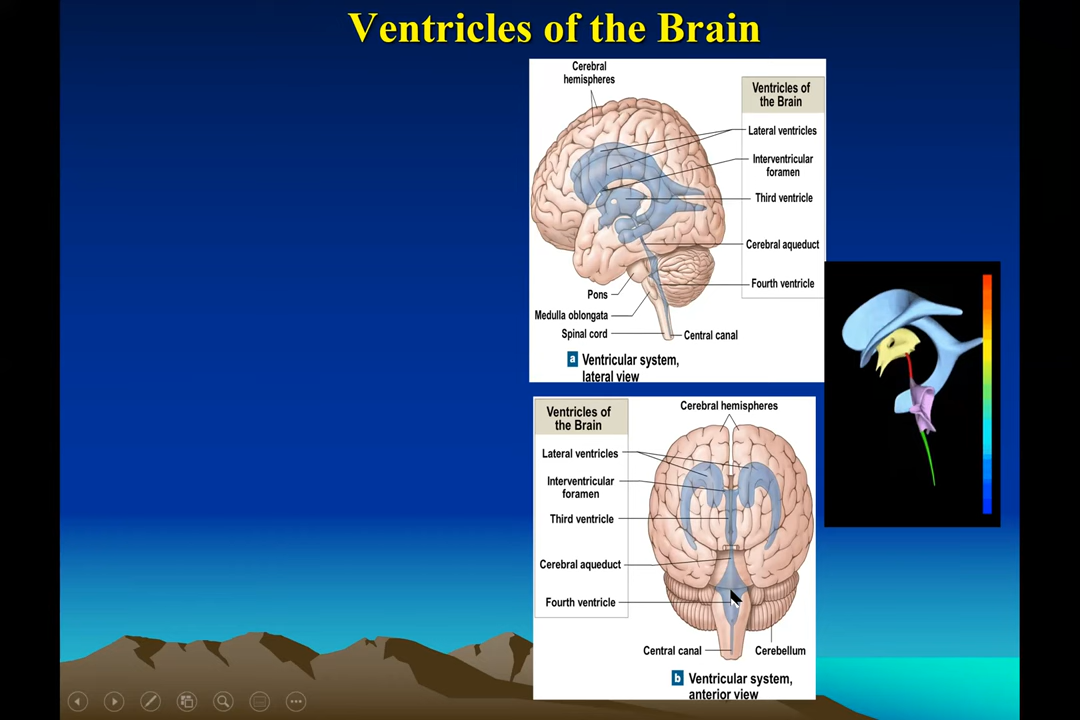 Ventricles of the Brain
Cerebral
hemispheres
Ventricles of
the Brain
Lateral ventricles
Interventricular
foramen
Third ventricle
Cerebral aqueduct
Fourth ventricle
Pons
Medulla oblongata
Spinal cord
Central canal
a Ventricular system,
lateral view
Ventricles of
the Brain
Cerebral hemispheres
Lateral ventricles
Interventricular
foramen
Third ventricle
Cerebral aqueduct
Fourth ventricle
Central canal
Cerebellum
b Ventricular system,
anterior view